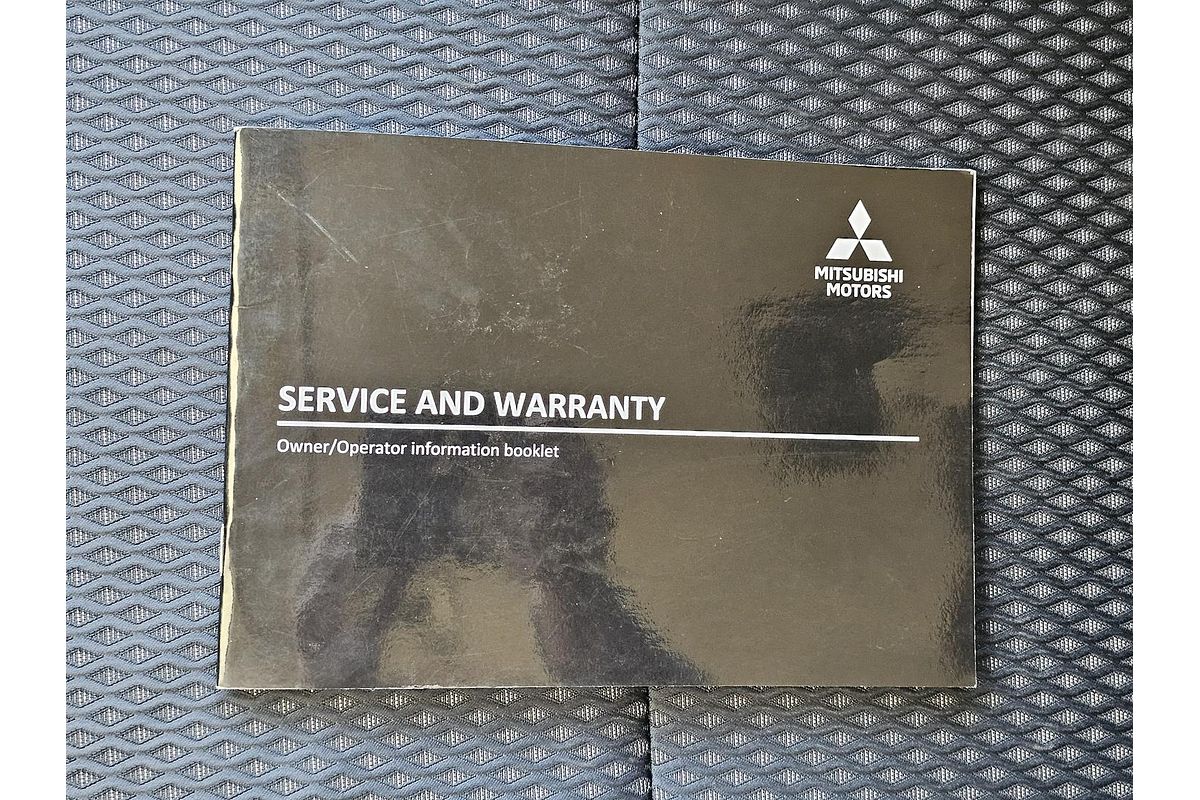 MITSUBISHI
MOTORS
SERVICE AND WARRANTY
Owner/Operator information booklet